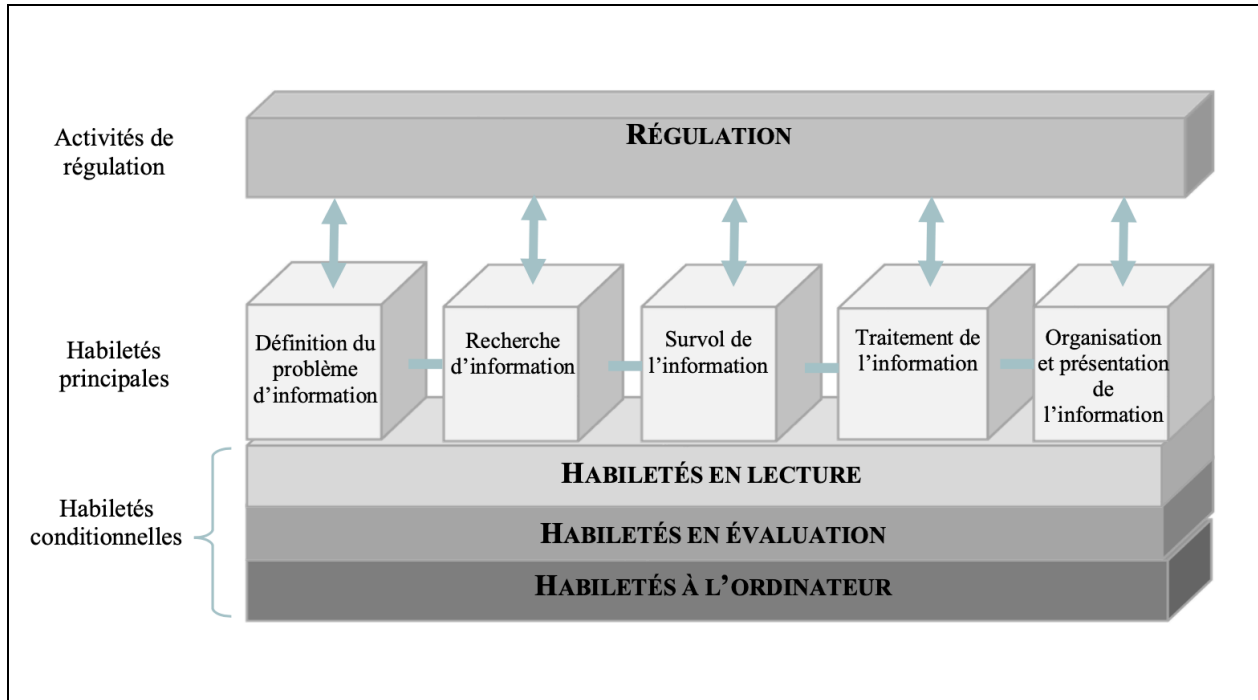 Activités de
régulation
RÉGULATION
Habiletés
principales
Définition du
problème
d’information
Recherche
d’information
Survol de
l’information
Traitement de
l’information
Organisation
et présentation
de
l’information
Habiletés
conditionnelles
HABILETÉS EN LECTURE
HABILETÉS EN ÉVALUATION
HABILETÉS À L’ORDINATEUR